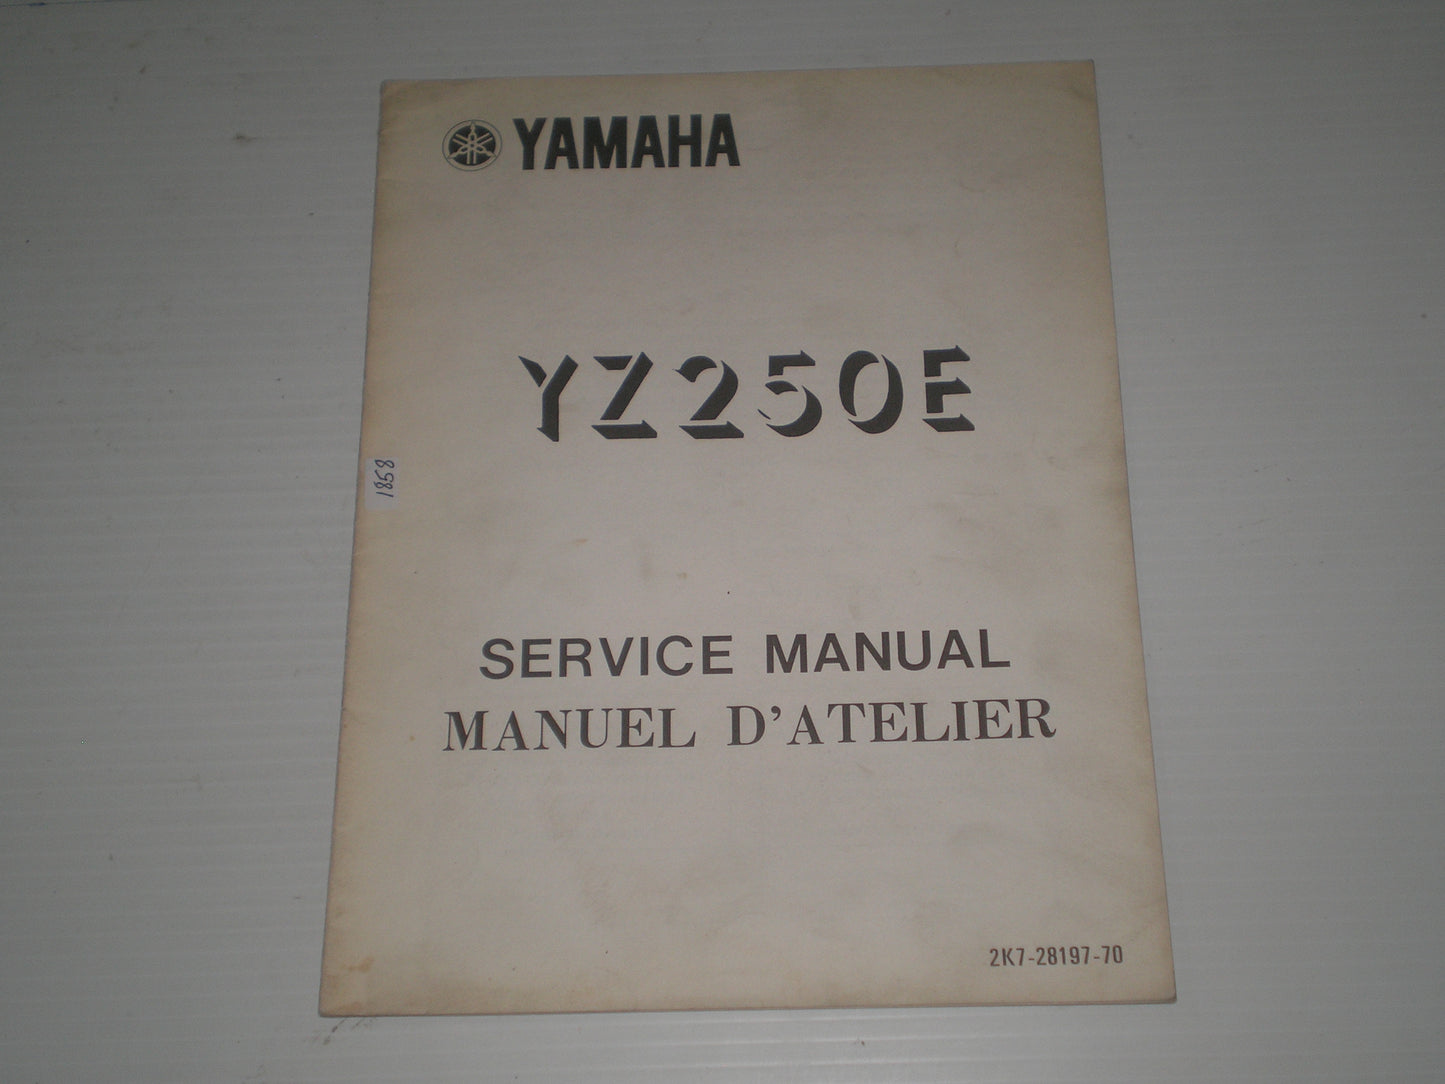 YAMAHA
YZ250E
1858
SERVICE MANUAL
MANUEL D'ATELIER
2K7-28197-70